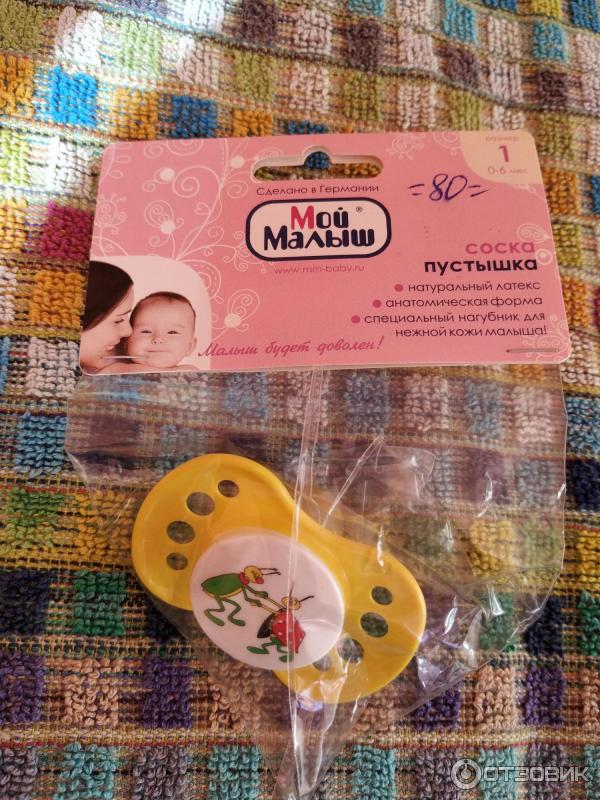 размер
1
0-6 мес
Сделано в Германии
=80=
Мой ®
Малыш
www.mm-baby.ru
соска
пустышка
• натуральный латекс
• анатомическая форма
• специальный нагубник для
нежной кожи малыша!
Малыш будет доволен!
ОТЗОВИК